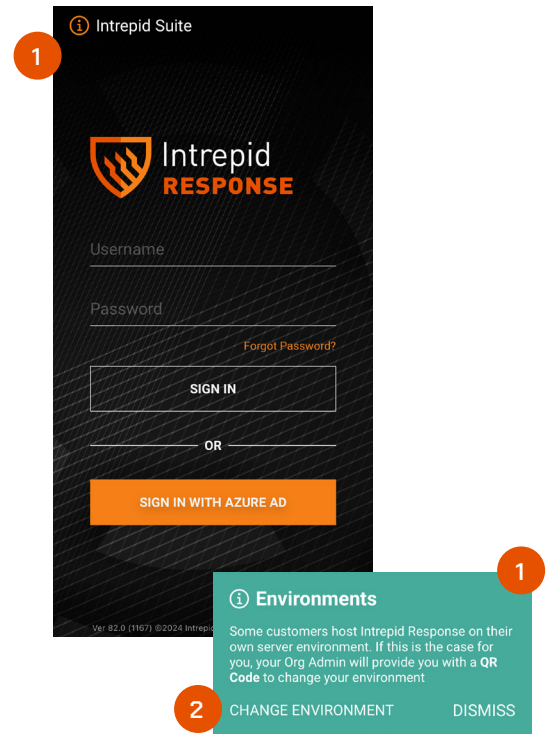 Intrepid Suite
1
Intrepid
RESPONSE
Username
Password
Forgot Password?
SIGN IN
OR
SIGN IN WITH AZURE AD
Ver 82.0 (1167) ©2024 Intrepid
1
Environments
Some customers host Intrepid Response on their
own server environment. If this is the case for
you, your Org Admin will provide you with a QR
Code to change your environment
2
CHANGE ENVIRONMENT DISMISS